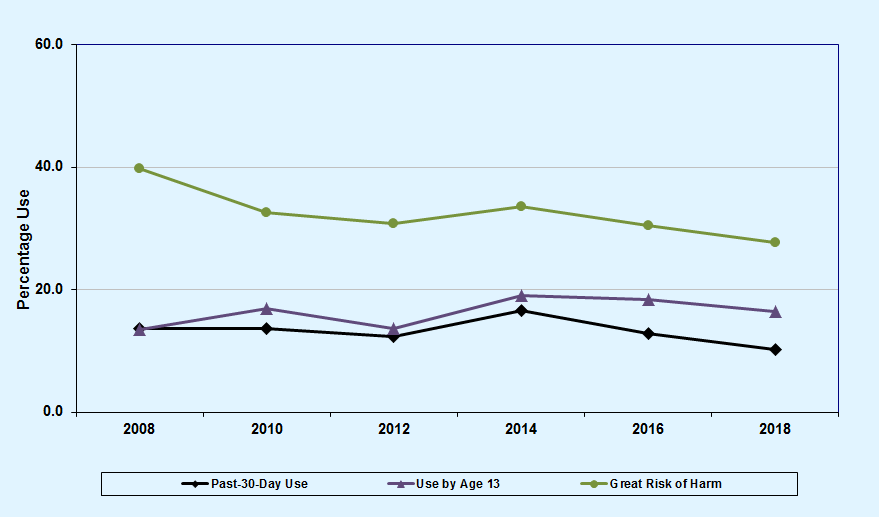 60.0
40.0
20.0
0.0
Percentage Use
2008 2010 2012 2014 2016 2018
Past-30-Day Use Use by Age 13 Great Risk of Harm